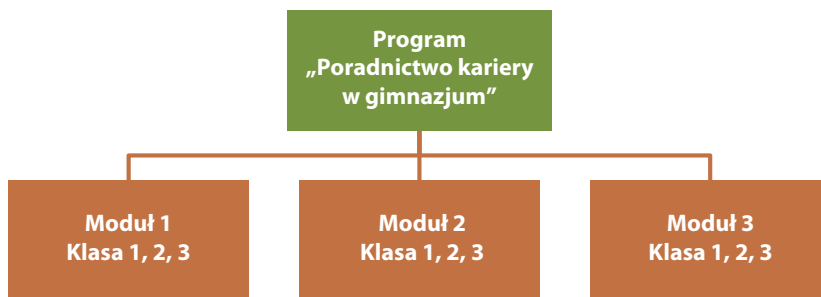 Program
„Poradnictwo kariery
w gimnazjum”
Moduł 1
Klasa 1, 2, 3
Moduł 2
Klasa 1, 2, 3
Moduł 3
Klasa 1, 2, 3